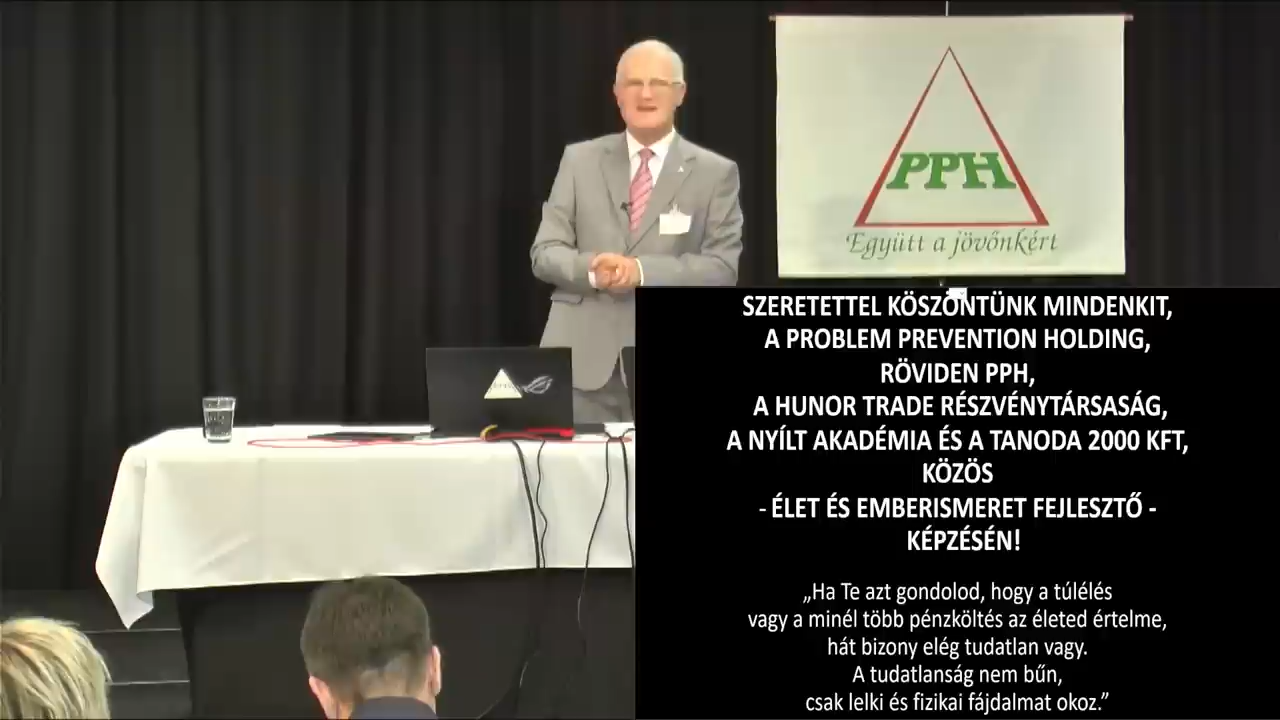 PPH
Együtt a jövőnkért
SZERETETTEL KÖSZÖNTÜNK MINDENKIT,
A PROBLEM PREVENTION HOLDING,
RÖVIDEN PPH,
A HUNOR TRADE RÉSZVÉNYTÁRSASÁG,
A NYÍLT AKADÉMIA ÉS A TANODA 2000 KFT,
KÖZÖS
- ÉLET ÉS EMBERISMERET FEJLESZTŐ -
KÉPZÉSÉN!
„Ha Te azt gondolod, hogy a túlélés
vagy a minél több pénzköltés az életed értelme,
hát bizony elég tudatlan vagy.
A tudatlanság nem bűn,
csak lelki és fizikai fájdalmat okoz.”